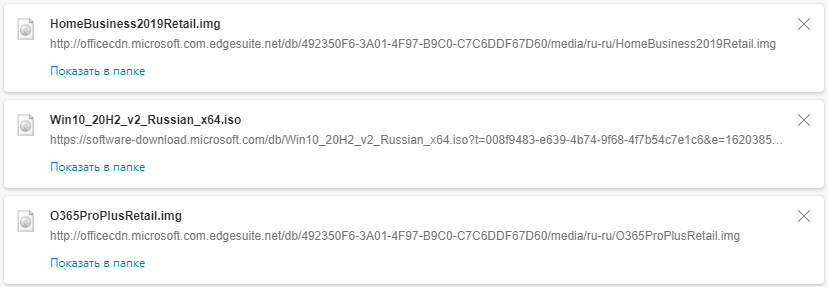 HomeBusiness2019Retail.img
http://officecdn.microsoft.com.edgesuite.net/db/492350F6-3A01-4F97-B9C0-C7C6DDF67D60/media/ru-ru/HomeBusiness2019Retail.img
Показать в папке
Win10_20H2_v2_Russian_x64.iso
https://software-download.microsoft.com/db/Win10_20H2_v2_Russian_x64.iso?t=008f9483-e639-4b74-9f68-4f7b54c7e1c6&e=1620385...
Показать в папке
O365ProPlusRetail.img
http://officecdn.microsoft.com.edgesuite.net/db/492350F6-3A01-4F97-B9C0-C7C6DDF67D60/media/ru-ru/O365ProPlusRetail.img
Показать в папке